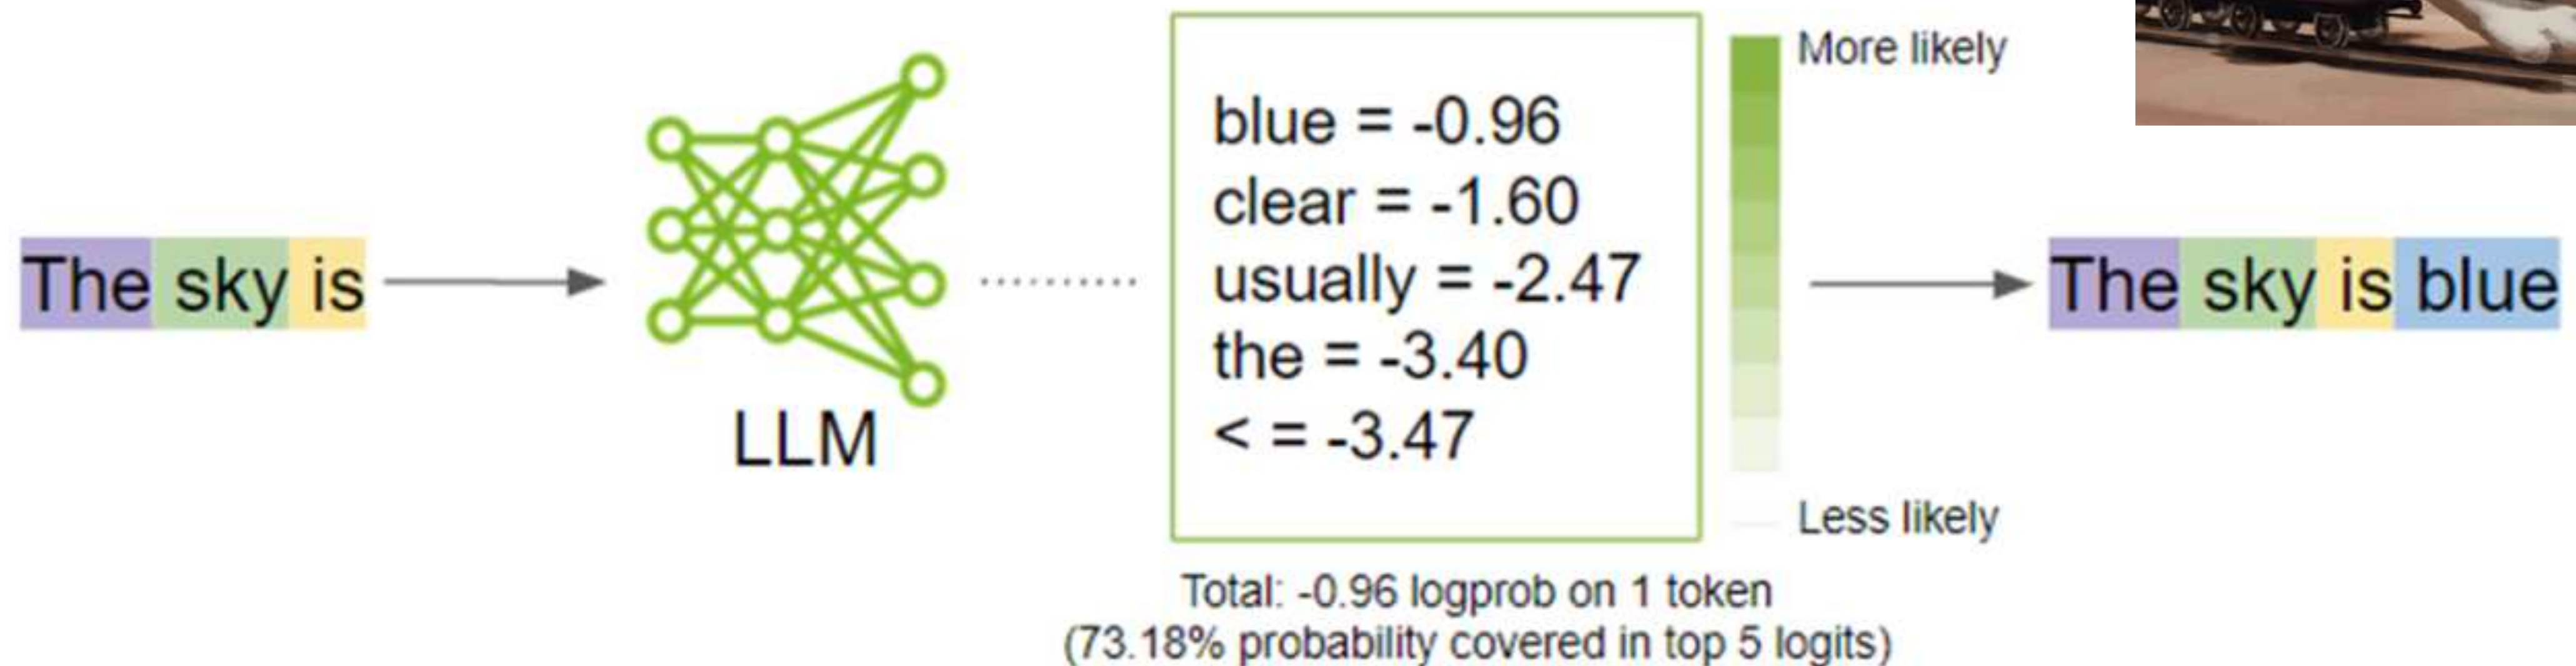 The sky is
LLM
blue = -0.96
clear = -1.60
usually = -2.47
the = -3.40
< = -3.47
More likely
Less likely
Total: -0.96 logprob on 1 token
(73.18% probability covered in top 5 logits)
The sky is blue